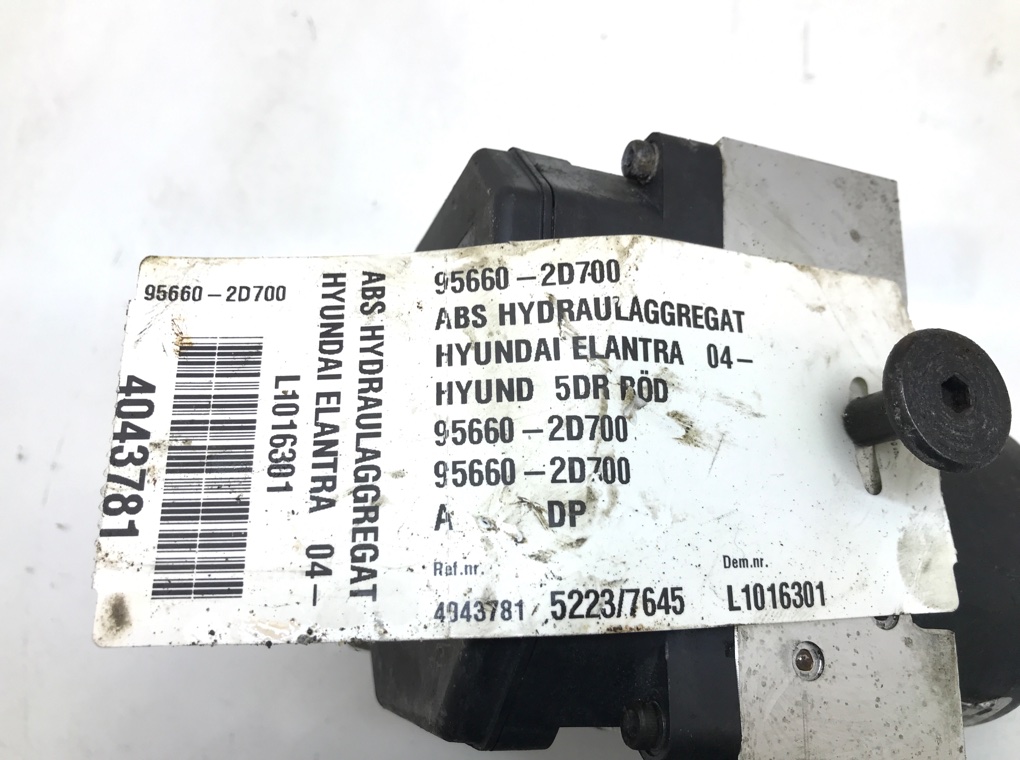 95660-2D700
4043781
L1016301
HYUNDAI ELANTRA 04-
ABS HYDRAULAGGREGAT
95660-2D700
ABS HYDRAULAGGREGAT
HYUNDAI ELANTRA 04-
HYUND 5DR RÖD
95660-2D700
95660-2D700
A DP
Ref.nr. Dem.nr.
4043781 / 5223/7645 L1016301